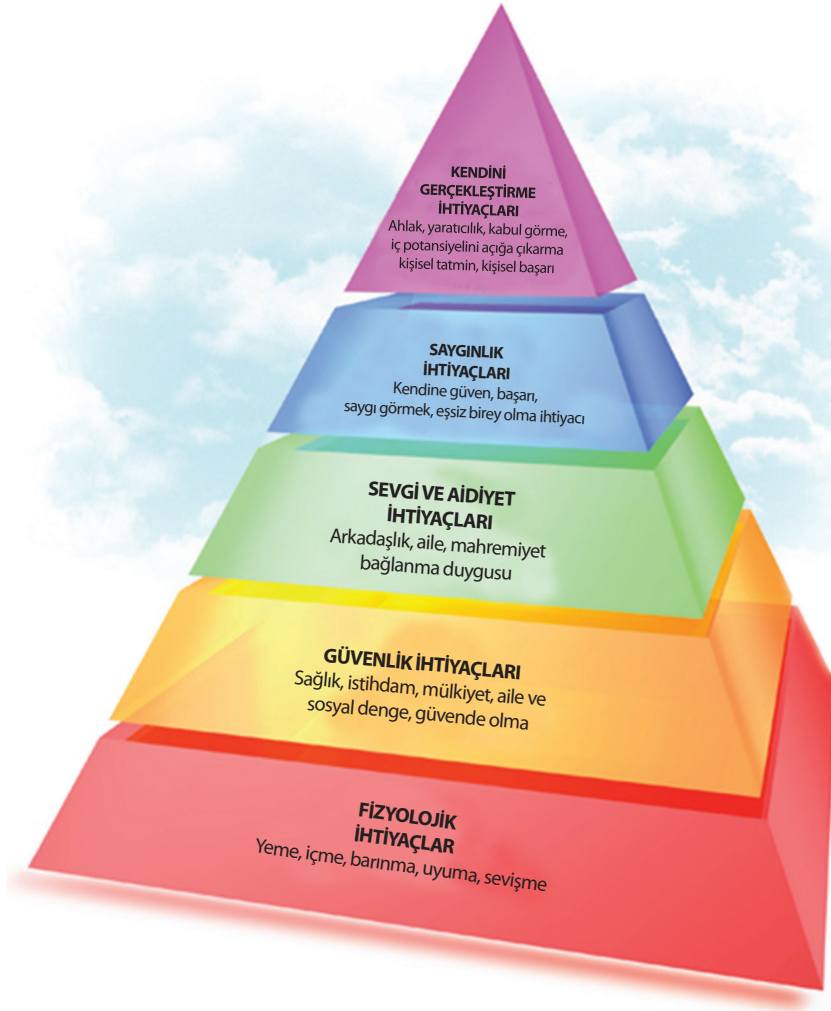 KENDİNİ
GERÇEKLEŞTİRME
İHTİYAÇLARI
Ahlak, yaratıcılık, kabul görme,
iç potansiyelini açığa çıkarma
kişisel tatmin, kişisel başarı
SAYGINLIK
İHTİYAÇLARI
Kendine güven, başarı,
saygı görmek, eşsiz birey olma ihtiyacı
SEVGİ VE AİDİYET
İHTİYAÇLARI
Arkadaşlık, aile, mahremiyet
bağlanma duygusu
GÜVENLİK İHTİYAÇLARI
Sağlık, istihdam, mülkiyet, aile ve
sosyal denge, güvende olma
FİZYOLOJİK
İHTİYAÇLAR
Yeme, içme, barınma, uyuma, sevişme